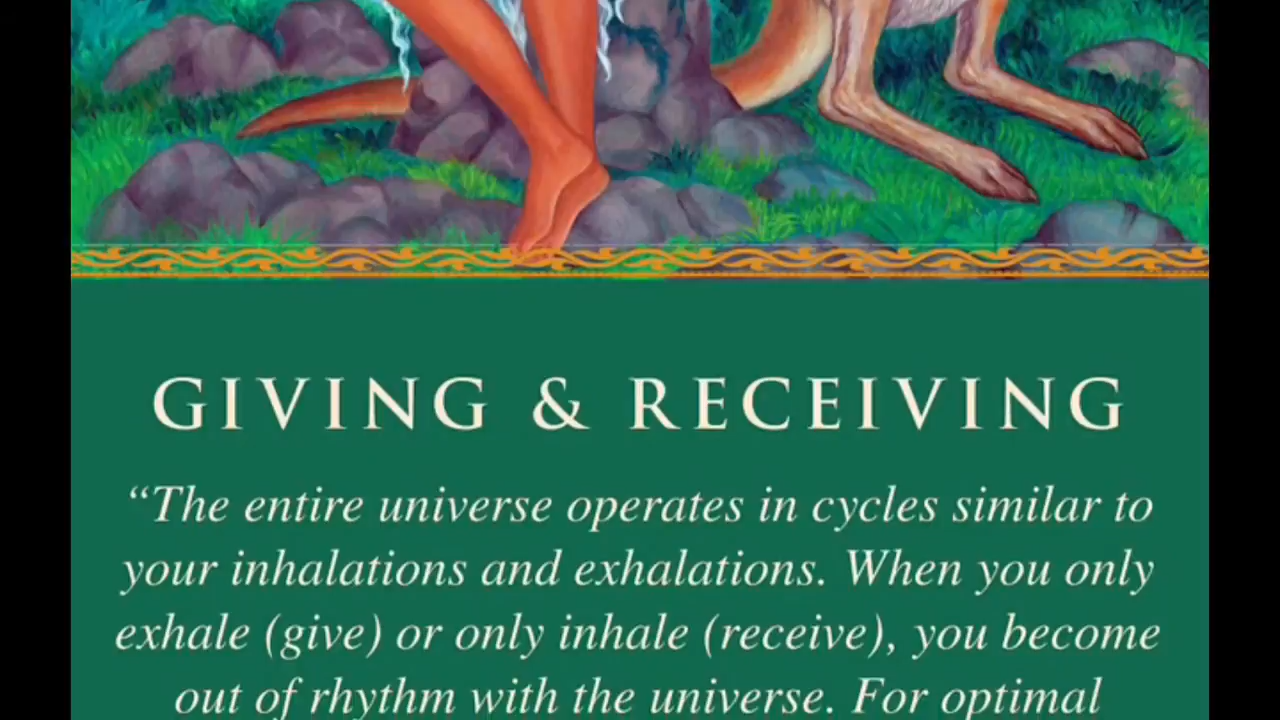 GIVING & RECEIVING
“The entire universe operates in cycles similar to
your inhalations and exhalations. When you only
exhale (give) or only inhale (receive), you become
out of rhythm with the universe. For optimal